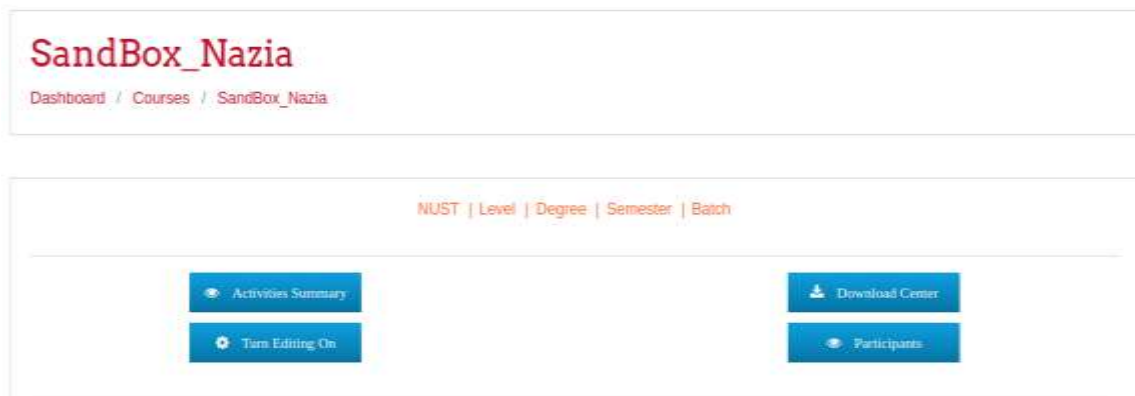 SandBox_Nazia
Dashboard / Courses / SandBox_Nazia
NUST | Level | Degree | Semester | Batch
Activities Summary
Download Center
Turn Editing On
Participants